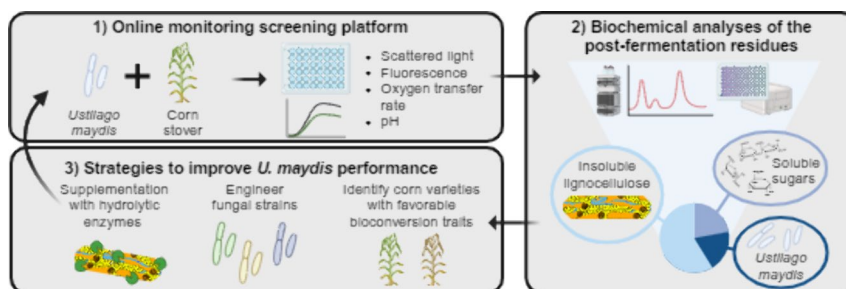 1) Online monitoring screening platform
Ustilago
maydis
Corn
stover
• Scattered light
• Fluorescence
• Oxygen transfer
rate
• pH
2) Biochemical analyses of the
post-fermentation residues
Insoluble
lignocellulose
Soluble
sugars
Ustilago
maydis
3) Strategies to improve U. maydis performance
Supplementation
with hydrolytic
enzymes
Engineer
fungal strains
Identify corn varieties
with favorable
bioconversion traits